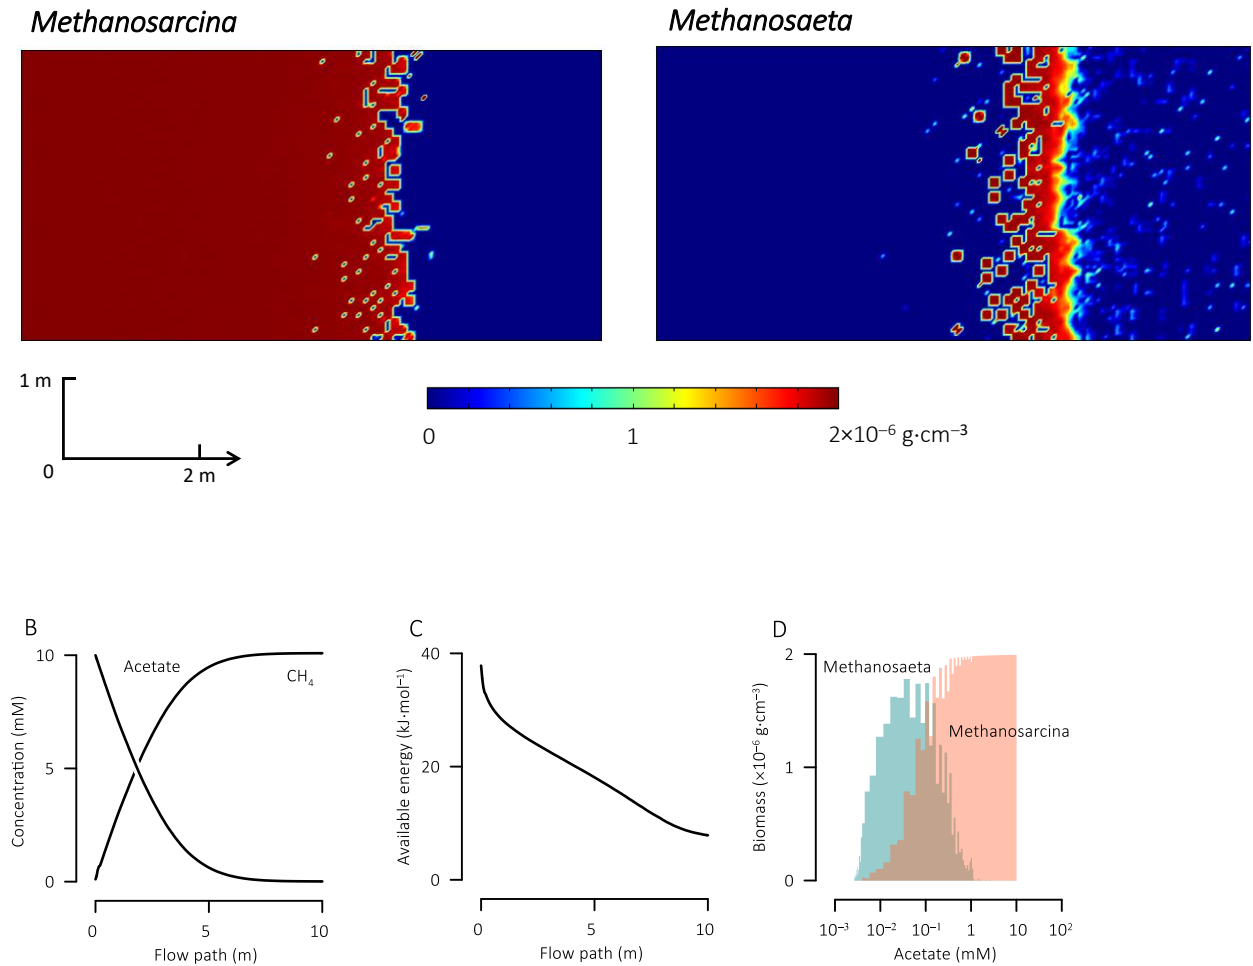 Methanosarcina
Methanosaeta
1 m
0
2 m
0
1
2×10⁻⁶ g·cm⁻³
B
C
D
10
5
0
Concentration (mM)
Acetate
CH₄
0
5
10
Flow path (m)
40
20
0
Available energy (kJ·mol⁻¹)
0
5
10
Flow path (m)
2
1
0
Biomass (×10⁻⁶ g·cm⁻³)
Methanosaeta
Methanosarcina
10⁻³
10⁻²
10⁻¹
1
10
10²
Acetate (mM)